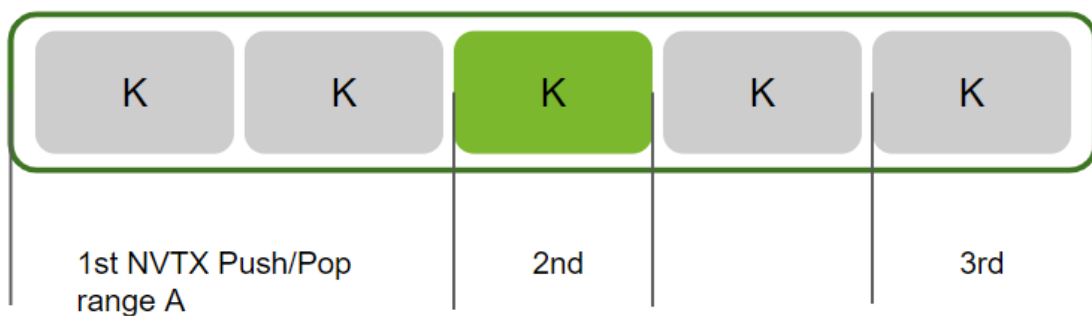 K K K K K
1st NVTX Push/Pop
range A
2nd
3rd